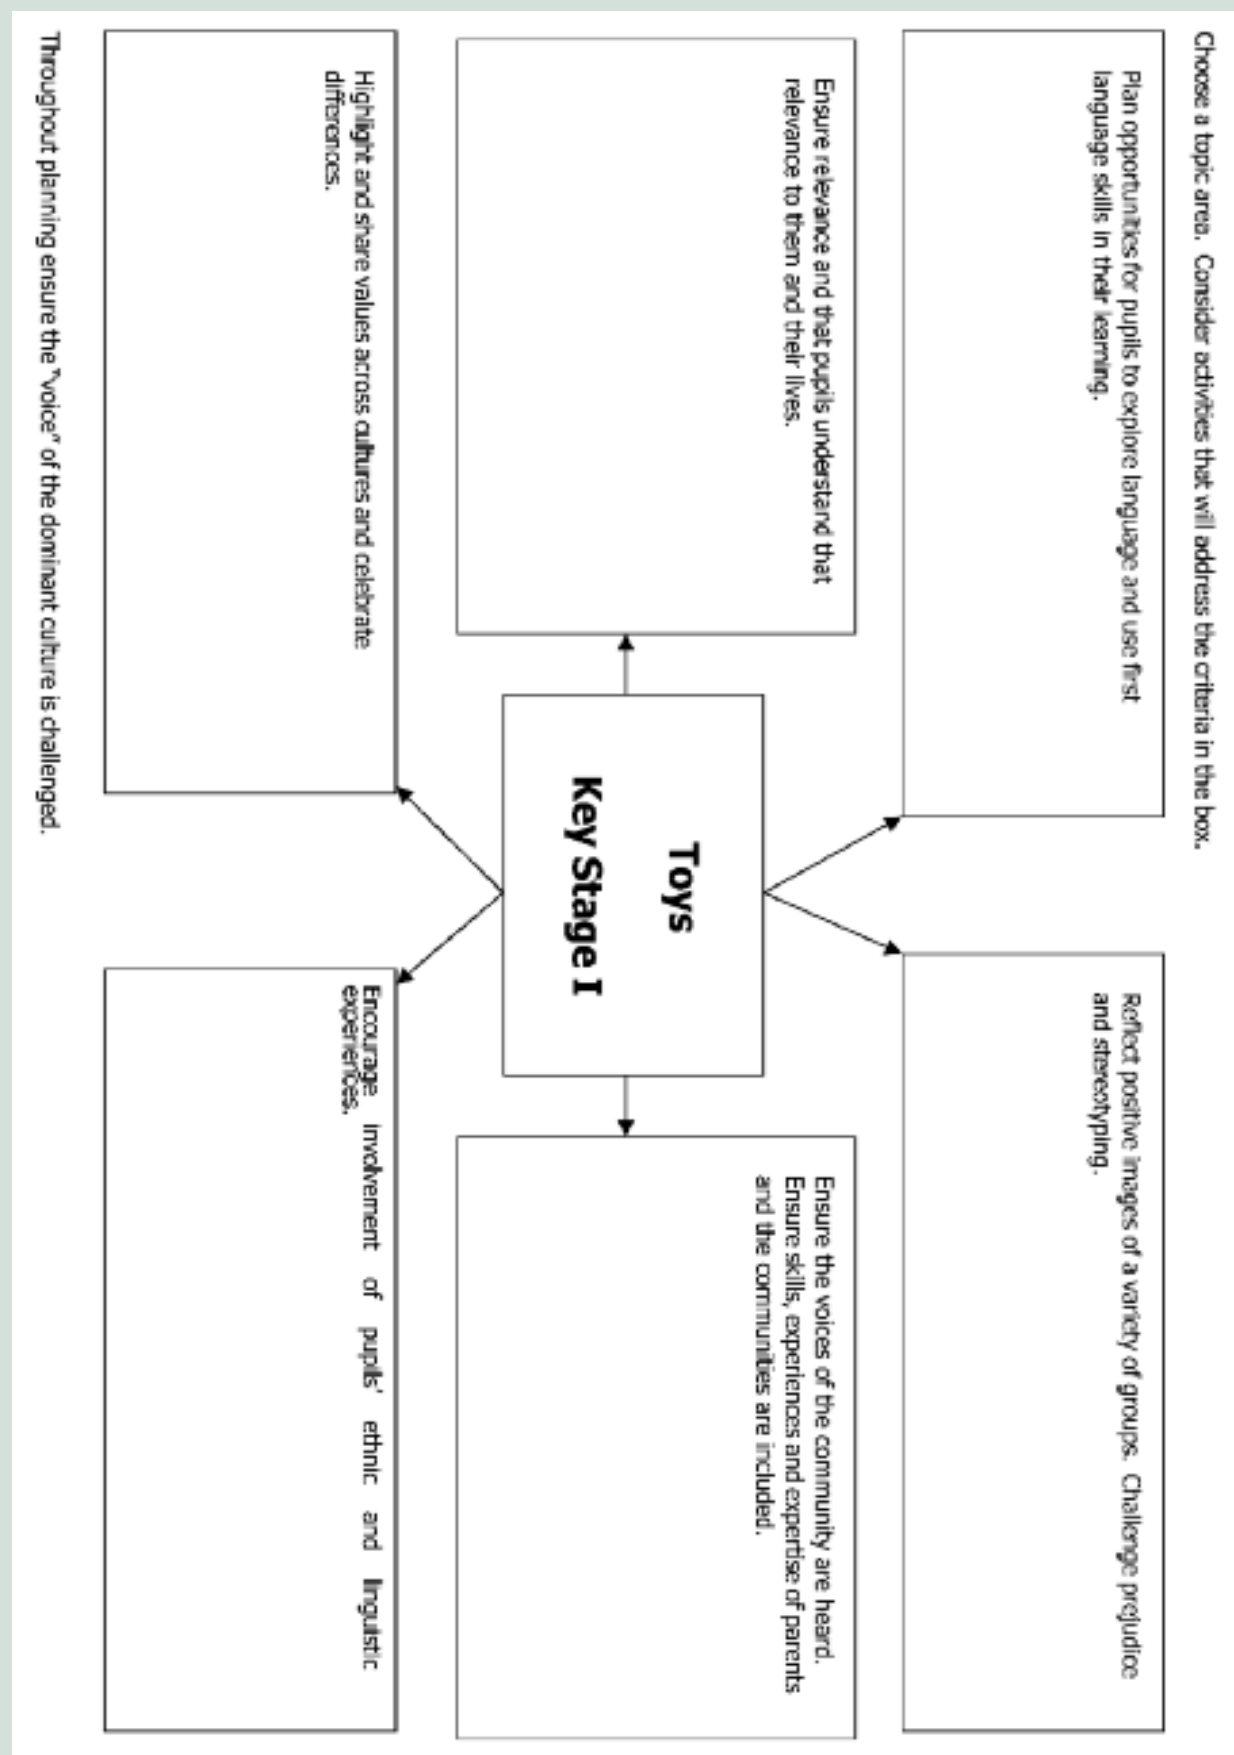 Choose a topic area. Consider activities that will address the criteria in the box.
Plan opportunities for pupils to explore language and use first
language skills in their learning.
Reflect positive images of a variety of groups. Challenge prejudice
and stereotyping.
Ensure relevance and that pupils understand that
relevance to them and their lives.
Toys
Key Stage I
Ensure the voices of the community are heard.
Ensure skills, experiences and expertise of parents
and the communities are included.
Highlight and share values across cultures and celebrate
differences.
Encourage involvement of pupils' ethnic and linguistic
experiences.
Throughout planning ensure the "voice" of the dominant culture is challenged.